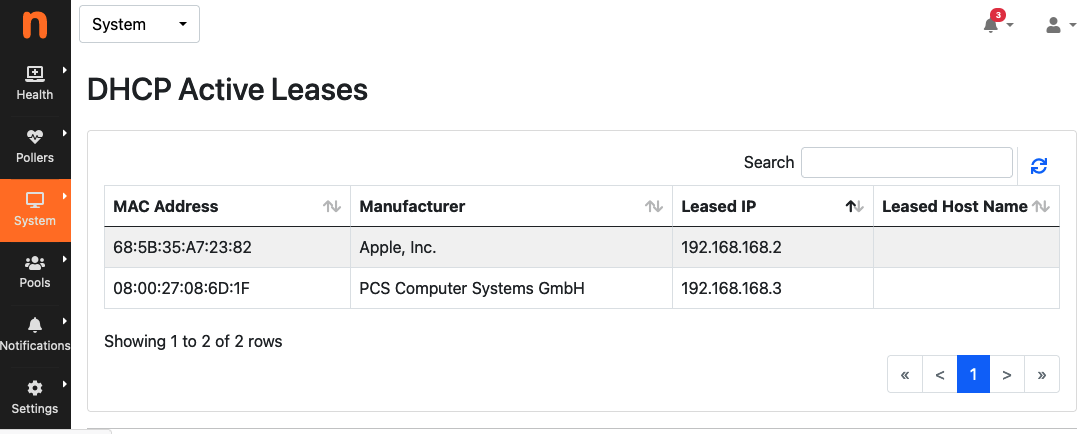 n
System
3
Health
Pollers
System
Pools
Notifications
Settings
DHCP Active Leases
Search
MAC Address Manufacturer Leased IP Leased Host Name
68:5B:35:A7:23:82 Apple, Inc. 192.168.168.2
08:00:27:08:6D:1F PCS Computer Systems GmbH 192.168.168.3
Showing 1 to 2 of 2 rows
« < 1 > »